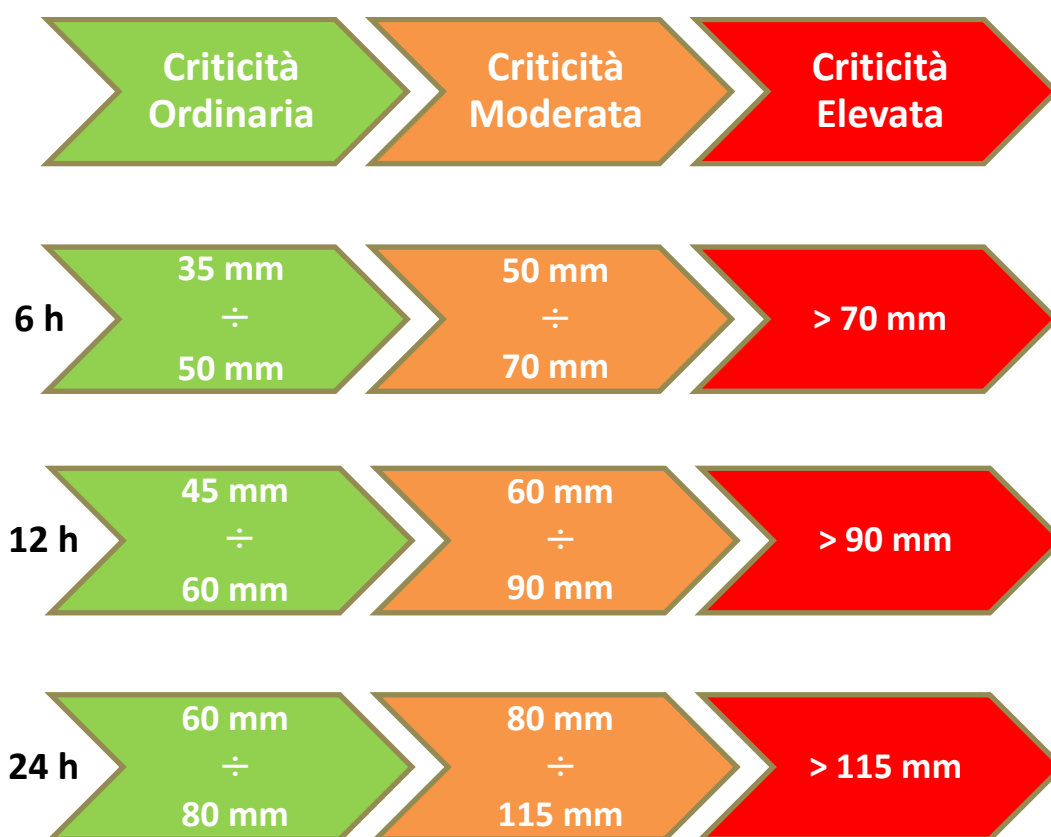 Criticità
Ordinaria
Criticità
Moderata
Criticità
Elevata
6 h
35 mm
÷
50 mm
50 mm
÷
70 mm
> 70 mm
12 h
45 mm
÷
60 mm
60 mm
÷
90 mm
> 90 mm
24 h
60 mm
÷
80 mm
80 mm
÷
115 mm
> 115 mm